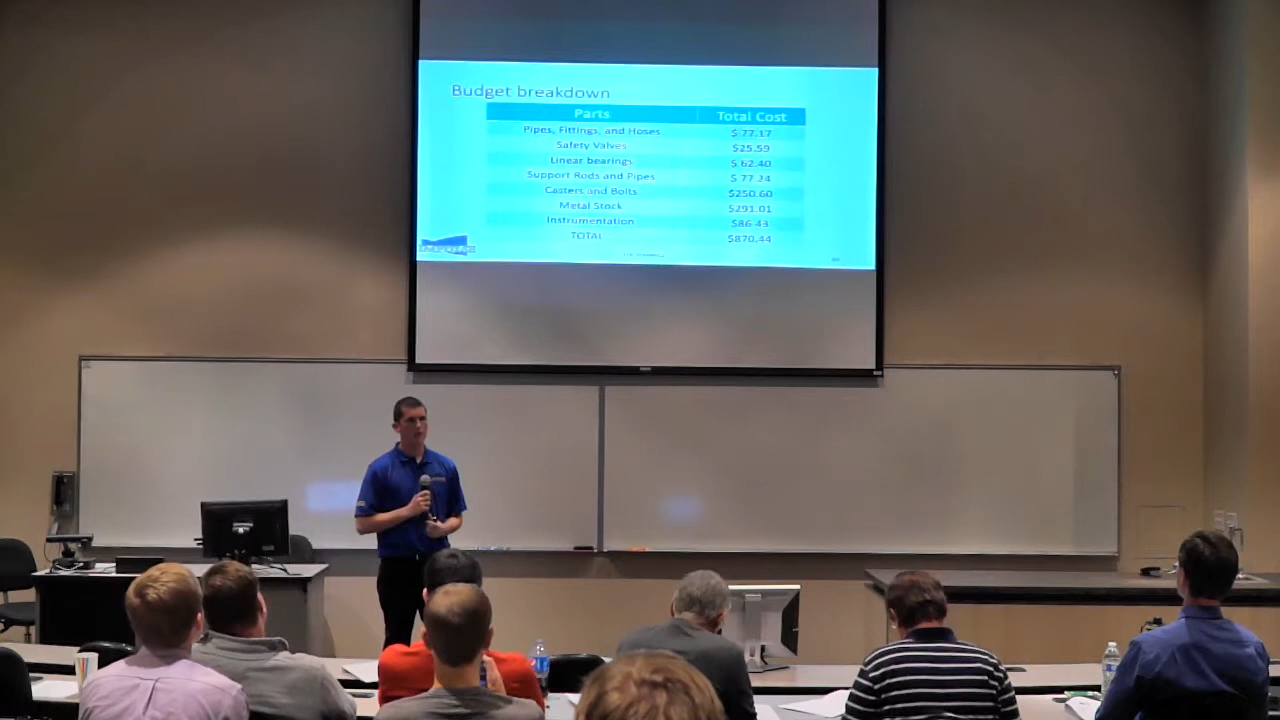 Budget breakdown
Parts Total Cost
Pipes, Fittings, and Hoses $ 77.17
Safety Valves $25.59
Linear bearings $ 62.40
Support Rods and Pipes $ 77.24
Casters and Bolts $250.60
Metal Stock $291.01
Instrumentation $86.43
TOTAL $870.44